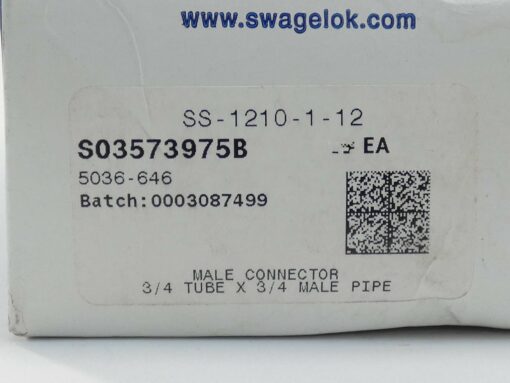 www.swagelok.com
SS-1210-1-12
S03573975B EA
5036-646
Batch:0003087499
MALE CONNECTOR
3/4 TUBE X 3/4 MALE PIPE